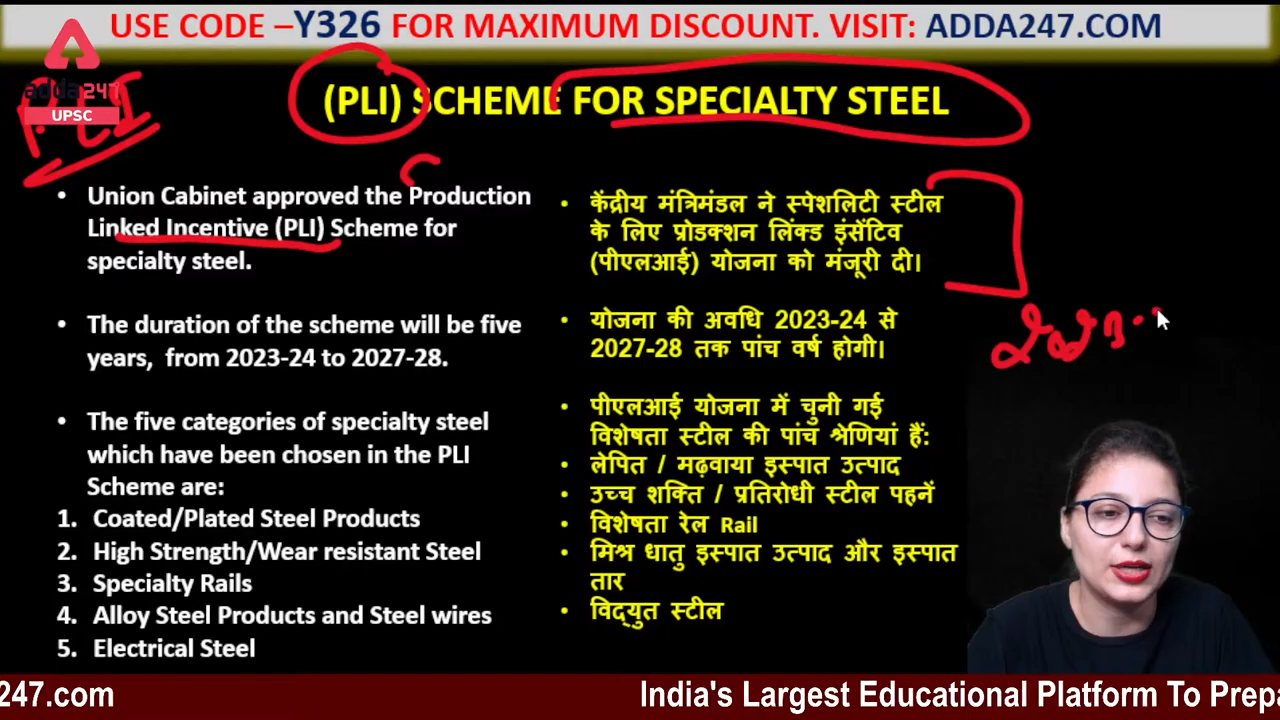 USE CODE –Y326 FOR MAXIMUM DISCOUNT. VISIT: ADDA247.COM
adda247
UPSC
PLI
(PLI) SCHEME FOR SPECIALTY STEEL
• Union Cabinet approved the Production
Linked Incentive (PLI) Scheme for
specialty steel.
• The duration of the scheme will be five
years, from 2023-24 to 2027-28.
• The five categories of specialty steel
which have been chosen in the PLI
Scheme are:
1. Coated/Plated Steel Products
2. High Strength/Wear resistant Steel
3. Specialty Rails
4. Alloy Steel Products and Steel wires
5. Electrical Steel
• केंद्रीय मंत्रिमंडल ने स्पेशलिटी स्टील
के लिए प्रोडक्शन लिंक्ड इंसेंटिव
(पीएलआई) योजना को मंजूरी दी।
• योजना की अवधि 2023-24 से
2027-28 तक पांच वर्ष होगी।
• पीएलआई योजना में चुनी गई
विशेषता स्टील की पांच श्रेणियां हैं:
• लेपित / मढ़वाया इस्पात उत्पाद
• उच्च शक्ति / प्रतिरोधी स्टील पहनें
• विशेषता रेल Rail
• मिश्र धातु इस्पात उत्पाद और इस्पात
तार
• विद्युत स्टील
247.com
India's Largest Educational Platform To Prepa